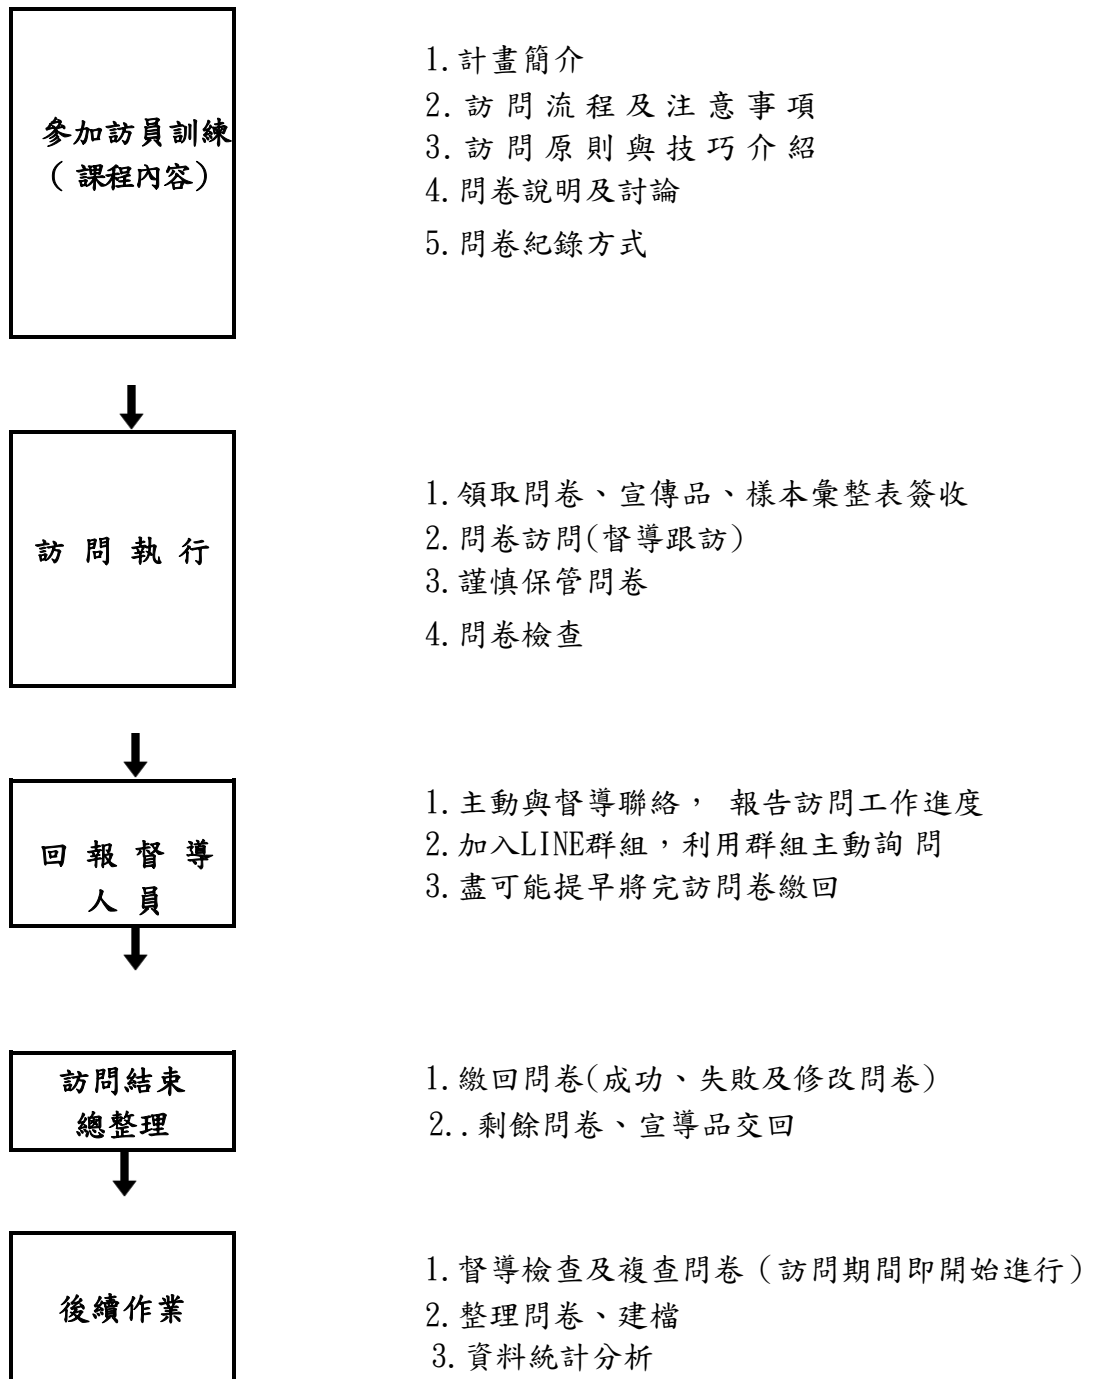 參加訪員訓練
（課程內容）
1.計畫簡介
2.訪問流程及注意事項
3.訪問原則與技巧介紹
4.問卷說明及討論
5.問卷紀錄方式
訪問執行
1.領取問卷、宣傳品、樣本彙整表簽收
2.問卷訪問(督導跟訪)
3.謹慎保管問卷
4.問卷檢查
回報督導
人員
1.主動與督導聯絡， 報告訪問工作進度
2.加入LINE群組，利用群組主動詢 問
3.盡可能提早將完訪問卷繳回
訪問結束
總整理
1.繳回問卷(成功、失敗及修改問卷)
2..剩餘問卷、宣導品交回
後續作業
1.督導檢查及複查問卷（訪問期間即開始進行）
2.整理問卷、建檔
3.資料統計分析